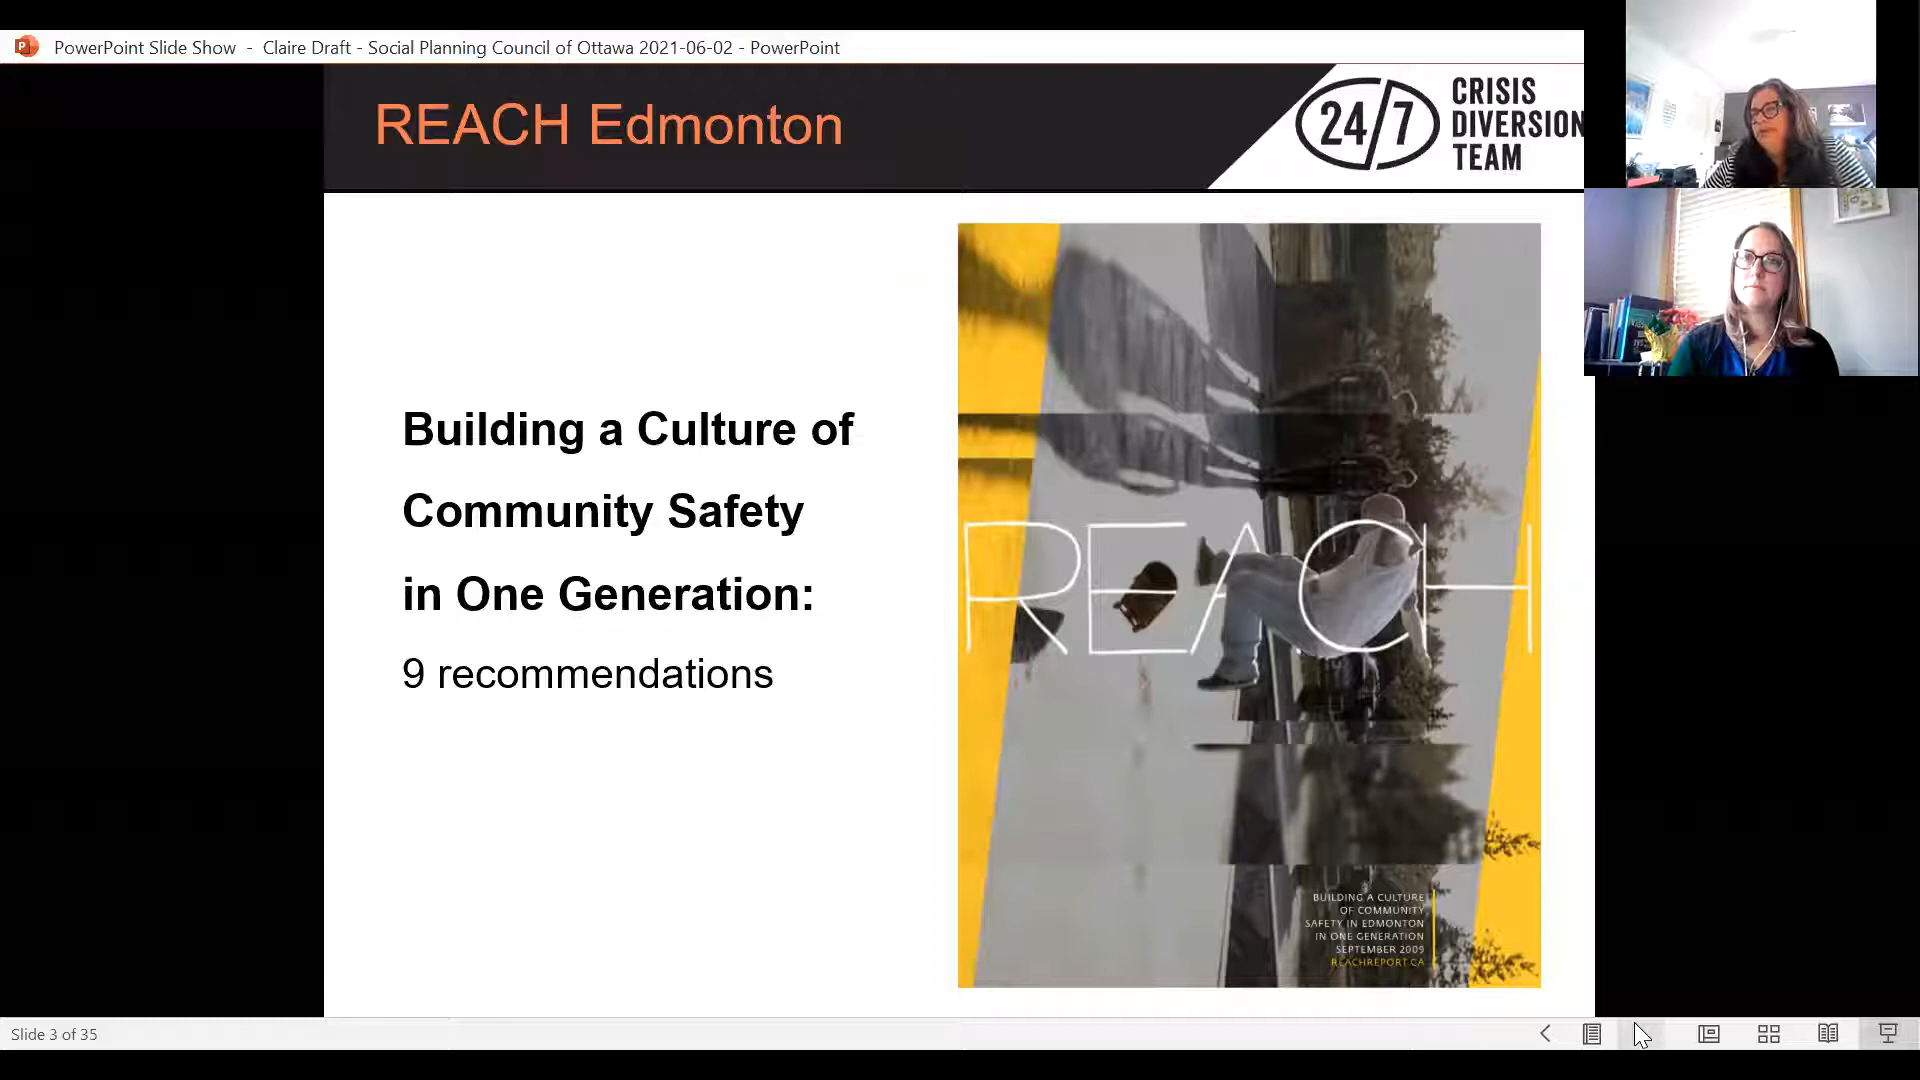 PowerPoint Slide Show - Claire Draft - Social Planning Council of Ottawa 2021-06-02 - PowerPoint
REACH Edmonton
24/7
CRISIS
DIVERSION
TEAM
Building a Culture of
Community Safety
in One Generation:
9 recommendations
REACH
BUILDING A CULTURE
OF COMMUNITY
SAFETY IN EDMONTON
IN ONE GENERATION
SEPTEMBER 2009
REACHREPORT.CA
Slide 3 of 35